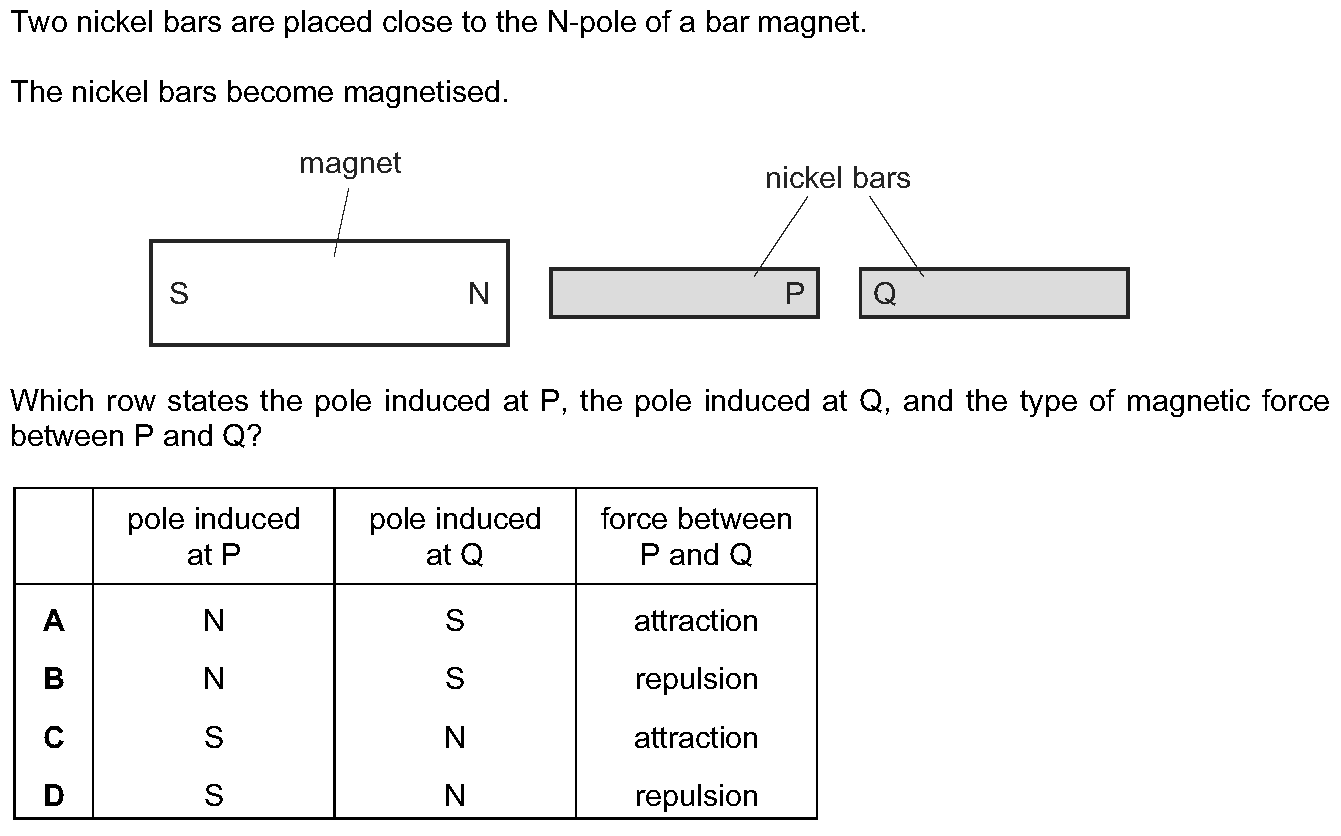 Two nickel bars are placed close to the N-pole of a bar magnet.
The nickel bars become magnetised.
magnet
nickel bars
S N P Q
Which row states the pole induced at P, the pole induced at Q, and the type of magnetic force
between P and Q?
pole induced at P pole induced at Q force between P and Q
A N S attraction
B N S repulsion
C S N attraction
D S N repulsion